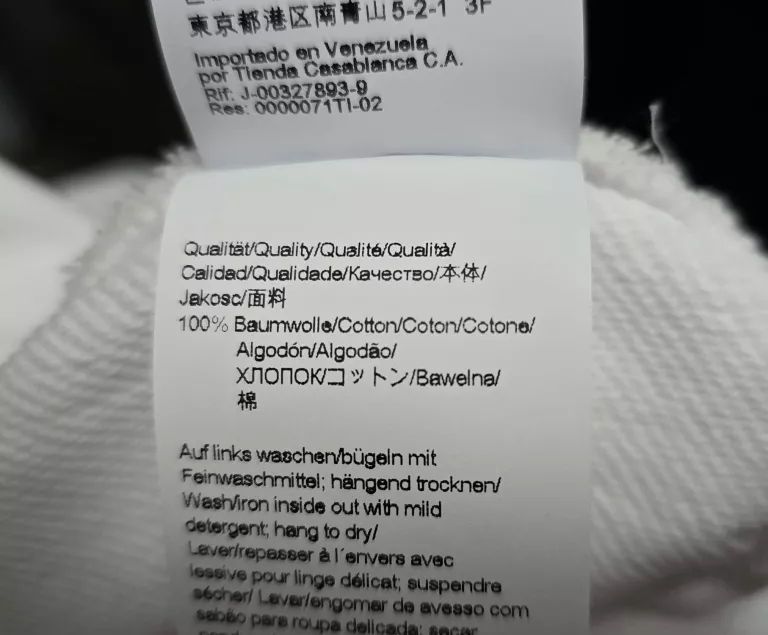 東京都港区南青山5-2-1 3F
Importado en Venezuela
por Tienda Casablanca C.A.
Rif: J-00327893-9
Res: 0000071TI-02
Qualität/Quality/Qualité/Qualità/
Calidad/Qualidade/Качество/本体/
Jakosc/面料
100% Baumwolle/Cotton/Coton/Cotone/
Algodón/Algodão/
ХЛОПОК/コットン/Bawelna/
棉
Auf links waschen/bügeln mit
Feinwaschmittel; hängend trocknen/
Wash/iron inside out with mild
detergent; hang to dry/
Laver/repasser à l´envers avec
lessive pour linge délicat; suspendre
sécher/ Lavar/engomar de avesso com
sabão para roupa delicada; secar